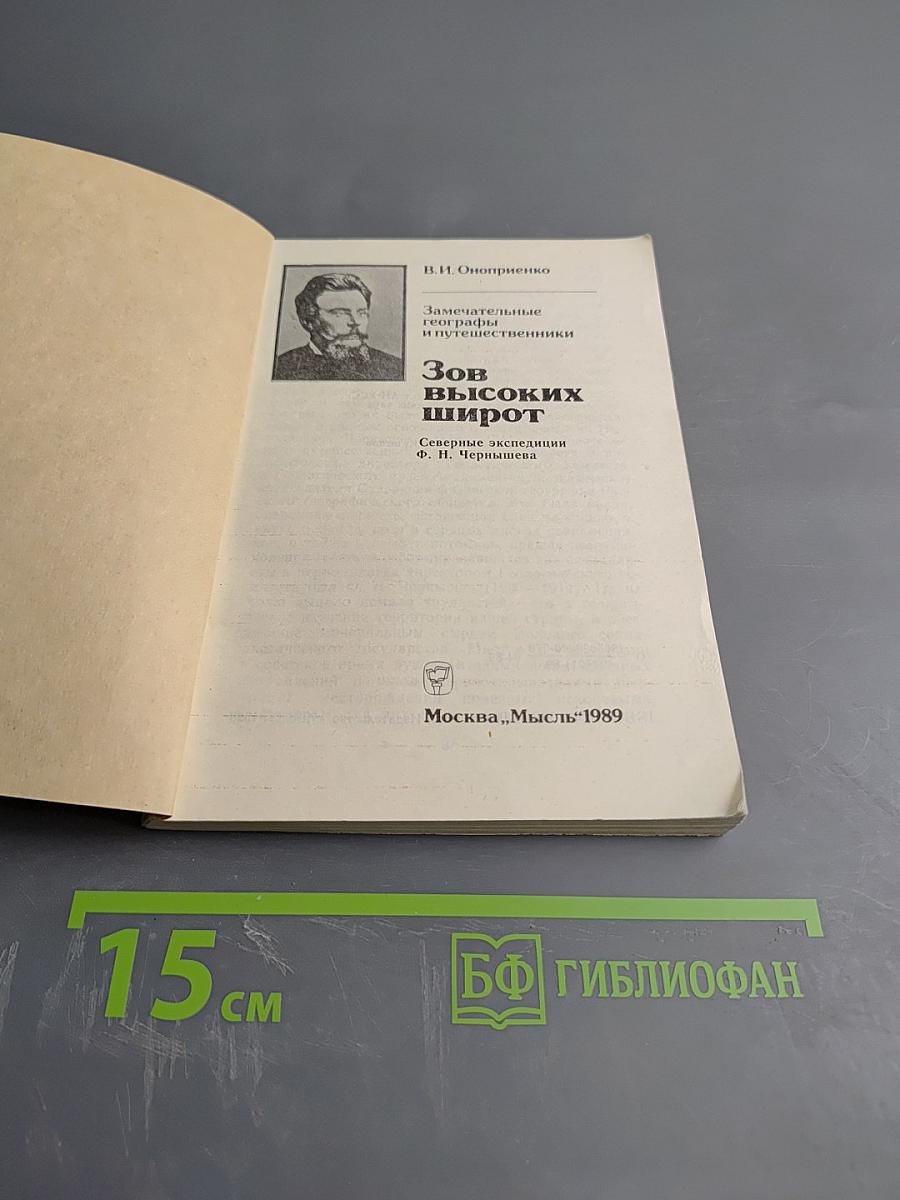 В.И. Оноприенко
Замечательные
географы
и путешественники
Зов
высоких
широт
Северные экспедиции
Ф. Н. Чернышева
Москва „Мысль“ 1989
15 см
БФ ГИБЛИОФАН